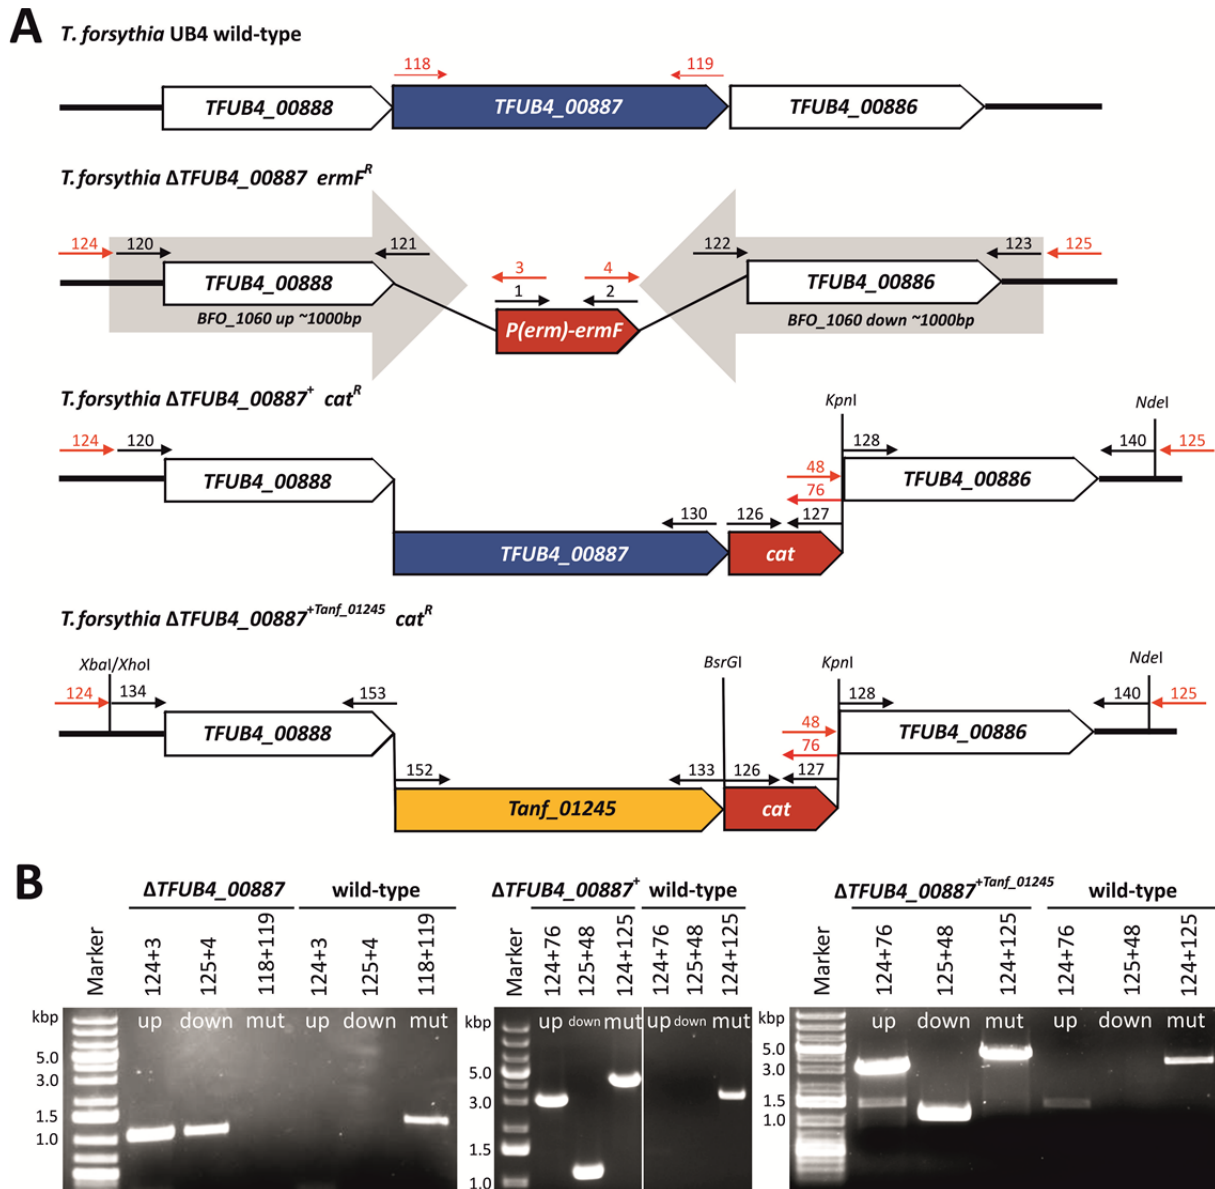 A
T. forsythia UB4 wild-type
118 119
TFUB4_00888 TFUB4_00887 TFUB4_00886
T. forsythia ΔTFUB4_00887 ermF^R
124 120 121 122 123 125
3 4
1 2
TFUB4_00888 TFUB4_00886
BFO_1060 up ~1000bp P(erm)-ermF BFO_1060 down ~1000bp
T. forsythia ΔTFUB4_00887^+ cat^R
KpnI NdeI
124 120 128 140 125
TFUB4_00888 48 TFUB4_00886
76
130 126 127
TFUB4_00887 cat
T. forsythia ΔTFUB4_00887^+Tanf_01245 cat^R
XbaI/XhoI BsrGI KpnI NdeI
124 134 153 128 140 125
TFUB4_00888 48 TFUB4_00886
76
152 133 126 127
Tanf_01245 cat
B
ΔTFUB4_00887 wild-type
Marker 124+3 125+4 118+119 124+3 125+4 118+119
kbp up down mut up down mut
5.0
3.0
1.5
1.0
ΔTFUB4_00887^+ wild-type
Marker 124+76 125+48 124+125 124+76 125+48 124+125
kbp up down mut up down mut
5.0
3.0
1.5
1.0
ΔTFUB4_00887^+Tanf_01245 wild-type
Marker 124+76 125+48 124+125 124+76 125+48 124+125
kbp up down mut up down mut
5.0
3.0
1.5
1.0